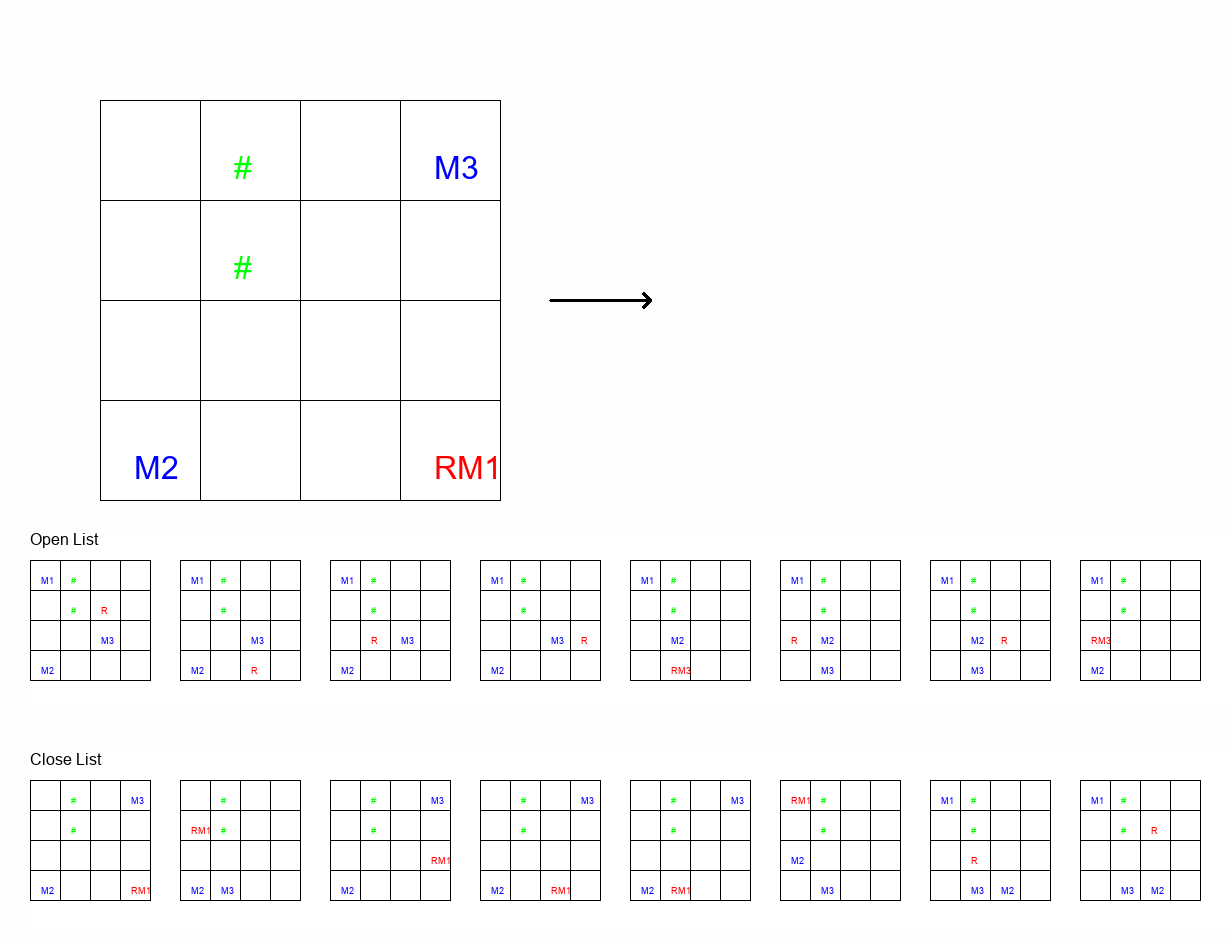 # M3
#
M2 RM1
Open List
M1 # M1 # M1 # M1 # M1 # M1 # M1 # M1 #
# R # # # # # # #
M3 M3 R M3 M3 R M2 R M2 M2 R RM3
M2 M2 R M2 M2 RM3 M3 M3 M2
Close List
# M3 # # M3 # M3 # M3 RM1 # M1 # M1 #
# RM1 # # # # # # # R
RM1 M2 R
M2 RM1 M2 M3 M2 M2 RM1 M2 RM1 M3 M3 M2 M3 M2